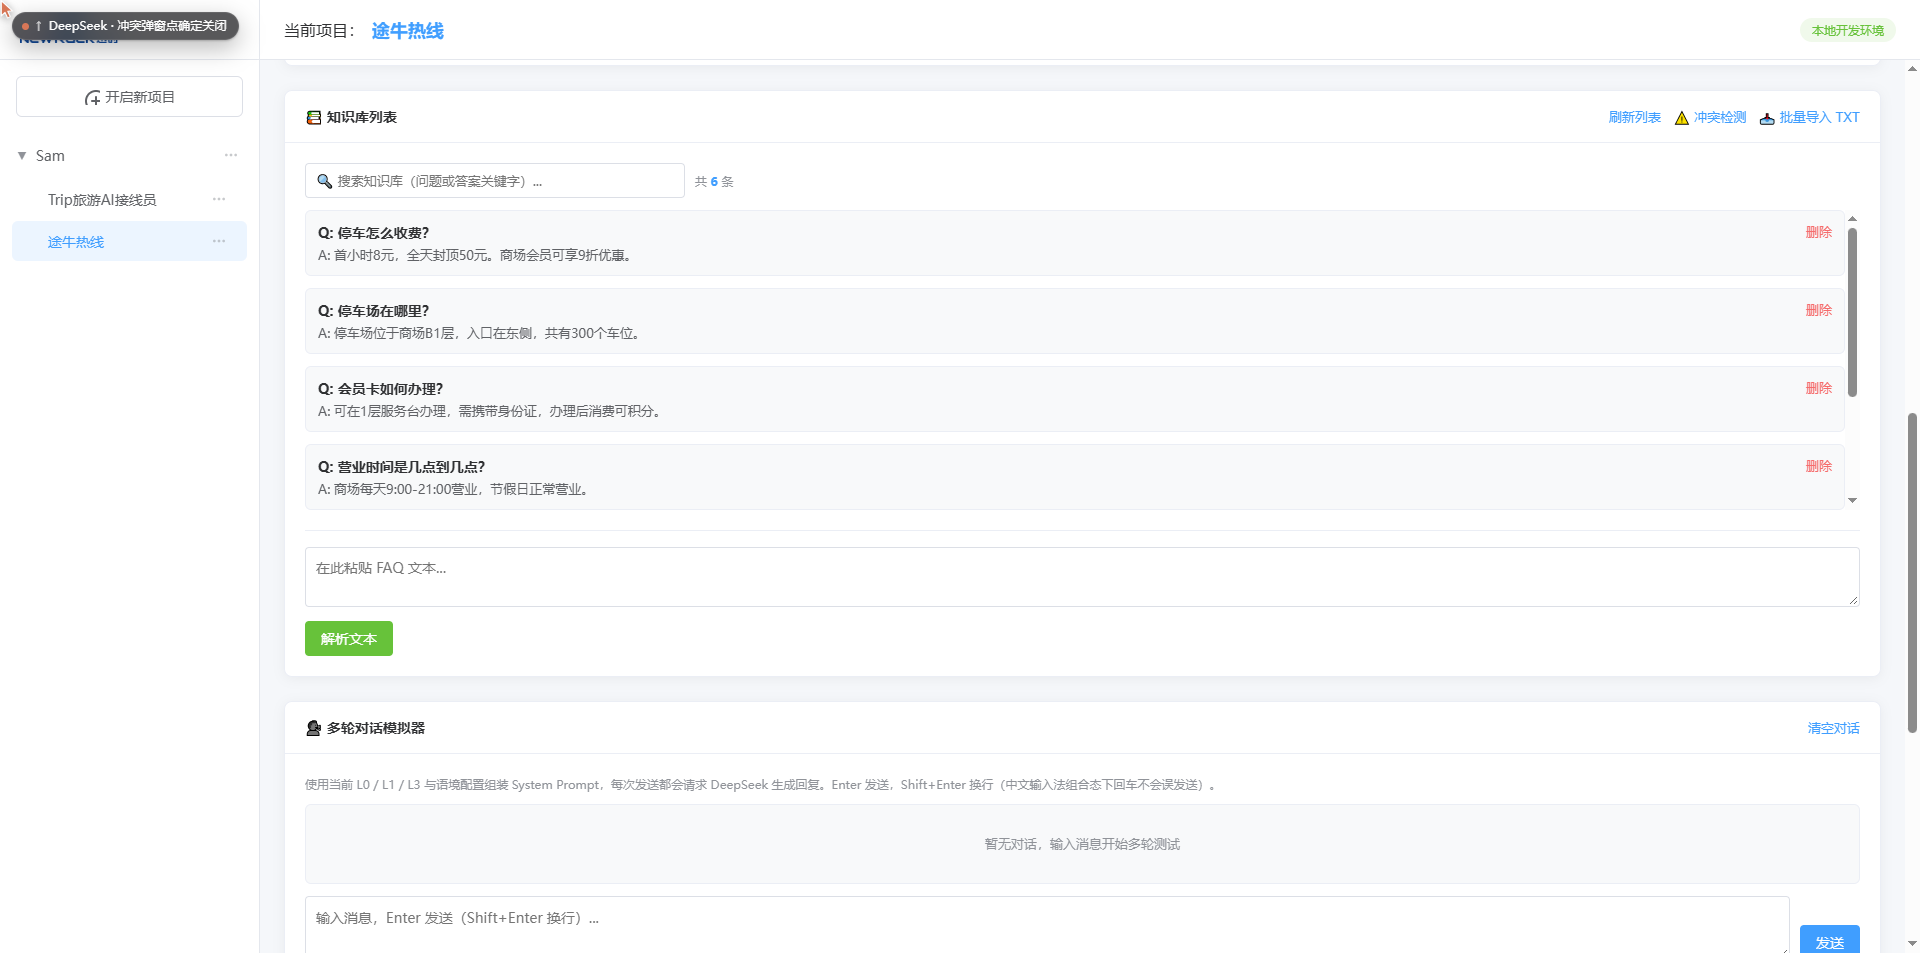 DeepSeek · 冲突弹窗点确定关闭
当前项目： 途牛热线
本地开发环境
开启新项目
Sam
Trip旅游AI接线员
途牛热线
知识库列表
刷新列表 冲突检测 批量导入 TXT
搜索知识库（问题或答案关键字）...
共 6 条
Q: 停车怎么收费？
A: 首小时8元，全天封顶50元。商场会员可享9折优惠。
删除
Q: 停车场在哪里？
A: 停车场位于商场B1层，入口在东侧，共有300个车位。
删除
Q: 会员卡如何办理？
A: 可在1层服务台办理，需携带身份证，办理后消费可积分。
删除
Q: 营业时间是几点到几点？
A: 商场每天9:00-21:00营业，节假日正常营业。
删除
在此粘贴 FAQ 文本...
解析文本
多轮对话模拟器
清空对话
使用当前 L0 / L1 / L3 与语境配置组装 System Prompt，每次发送都会请求 DeepSeek 生成回复。Enter 发送，Shift+Enter 换行（中文输入法组合态下回车不会误发送）。
暂无对话，输入消息开始多轮测试
输入消息，Enter 发送（Shift+Enter 换行）...
发送